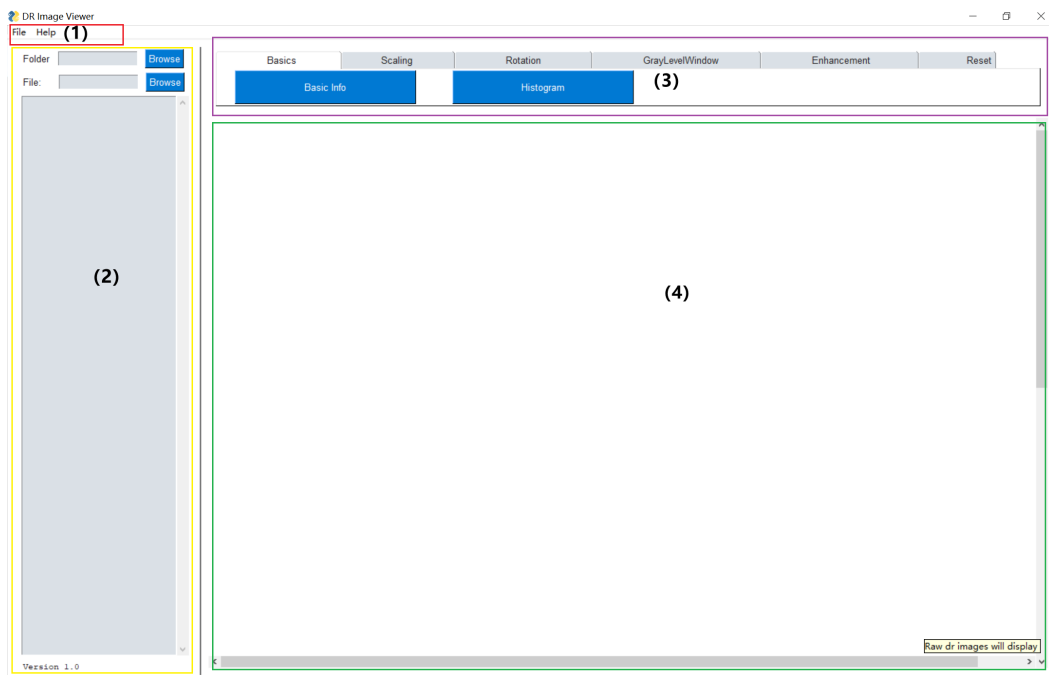 DR Image Viewer
File Help (1)
Folder Browse
File: Browse
(2)
Version 1.0
Basics Scaling Rotation GrayLevelWindow Enhancement Reset
Basic Info Histogram (3)
(4)
Raw dr images will display